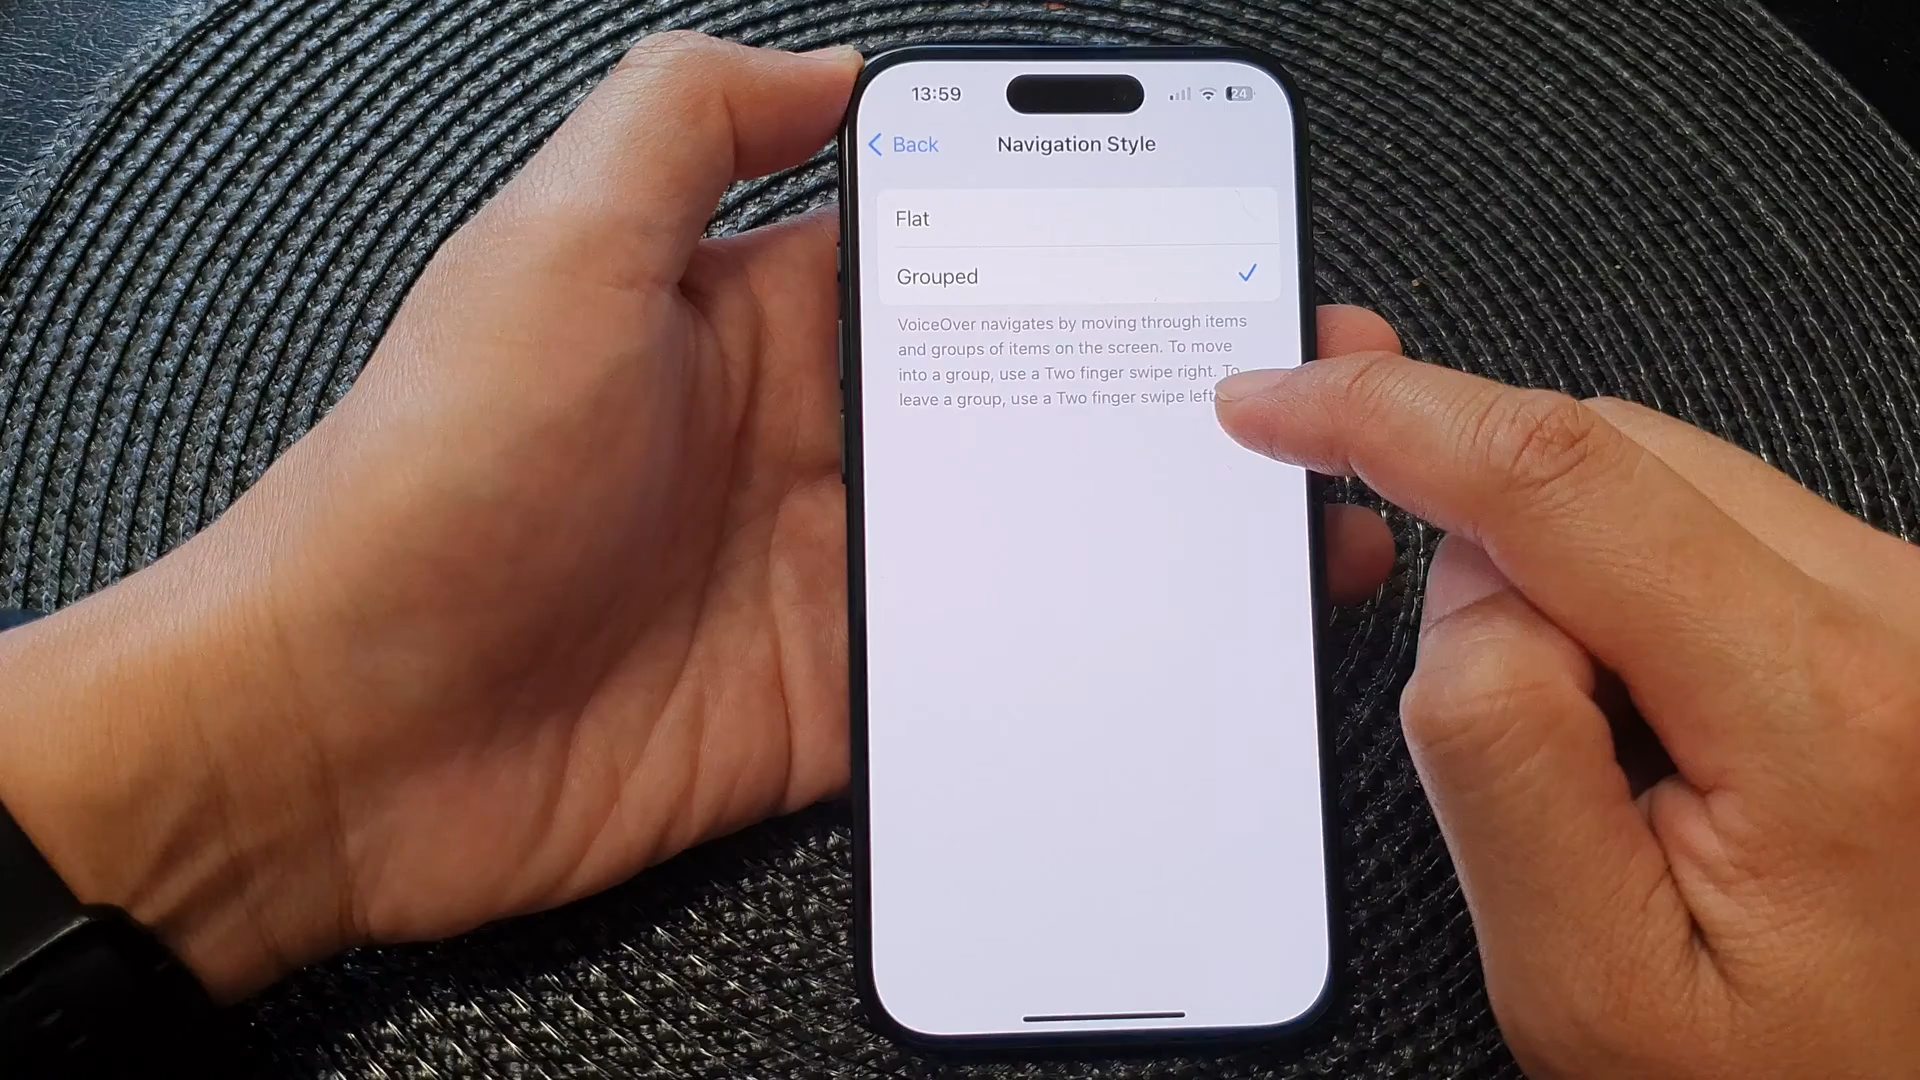 13:59
24
Back
Navigation Style
Flat
Grouped
VoiceOver navigates by moving through items
and groups of items on the screen. To move
into a group, use a Two finger swipe right. To
leave a group, use a Two finger swipe left